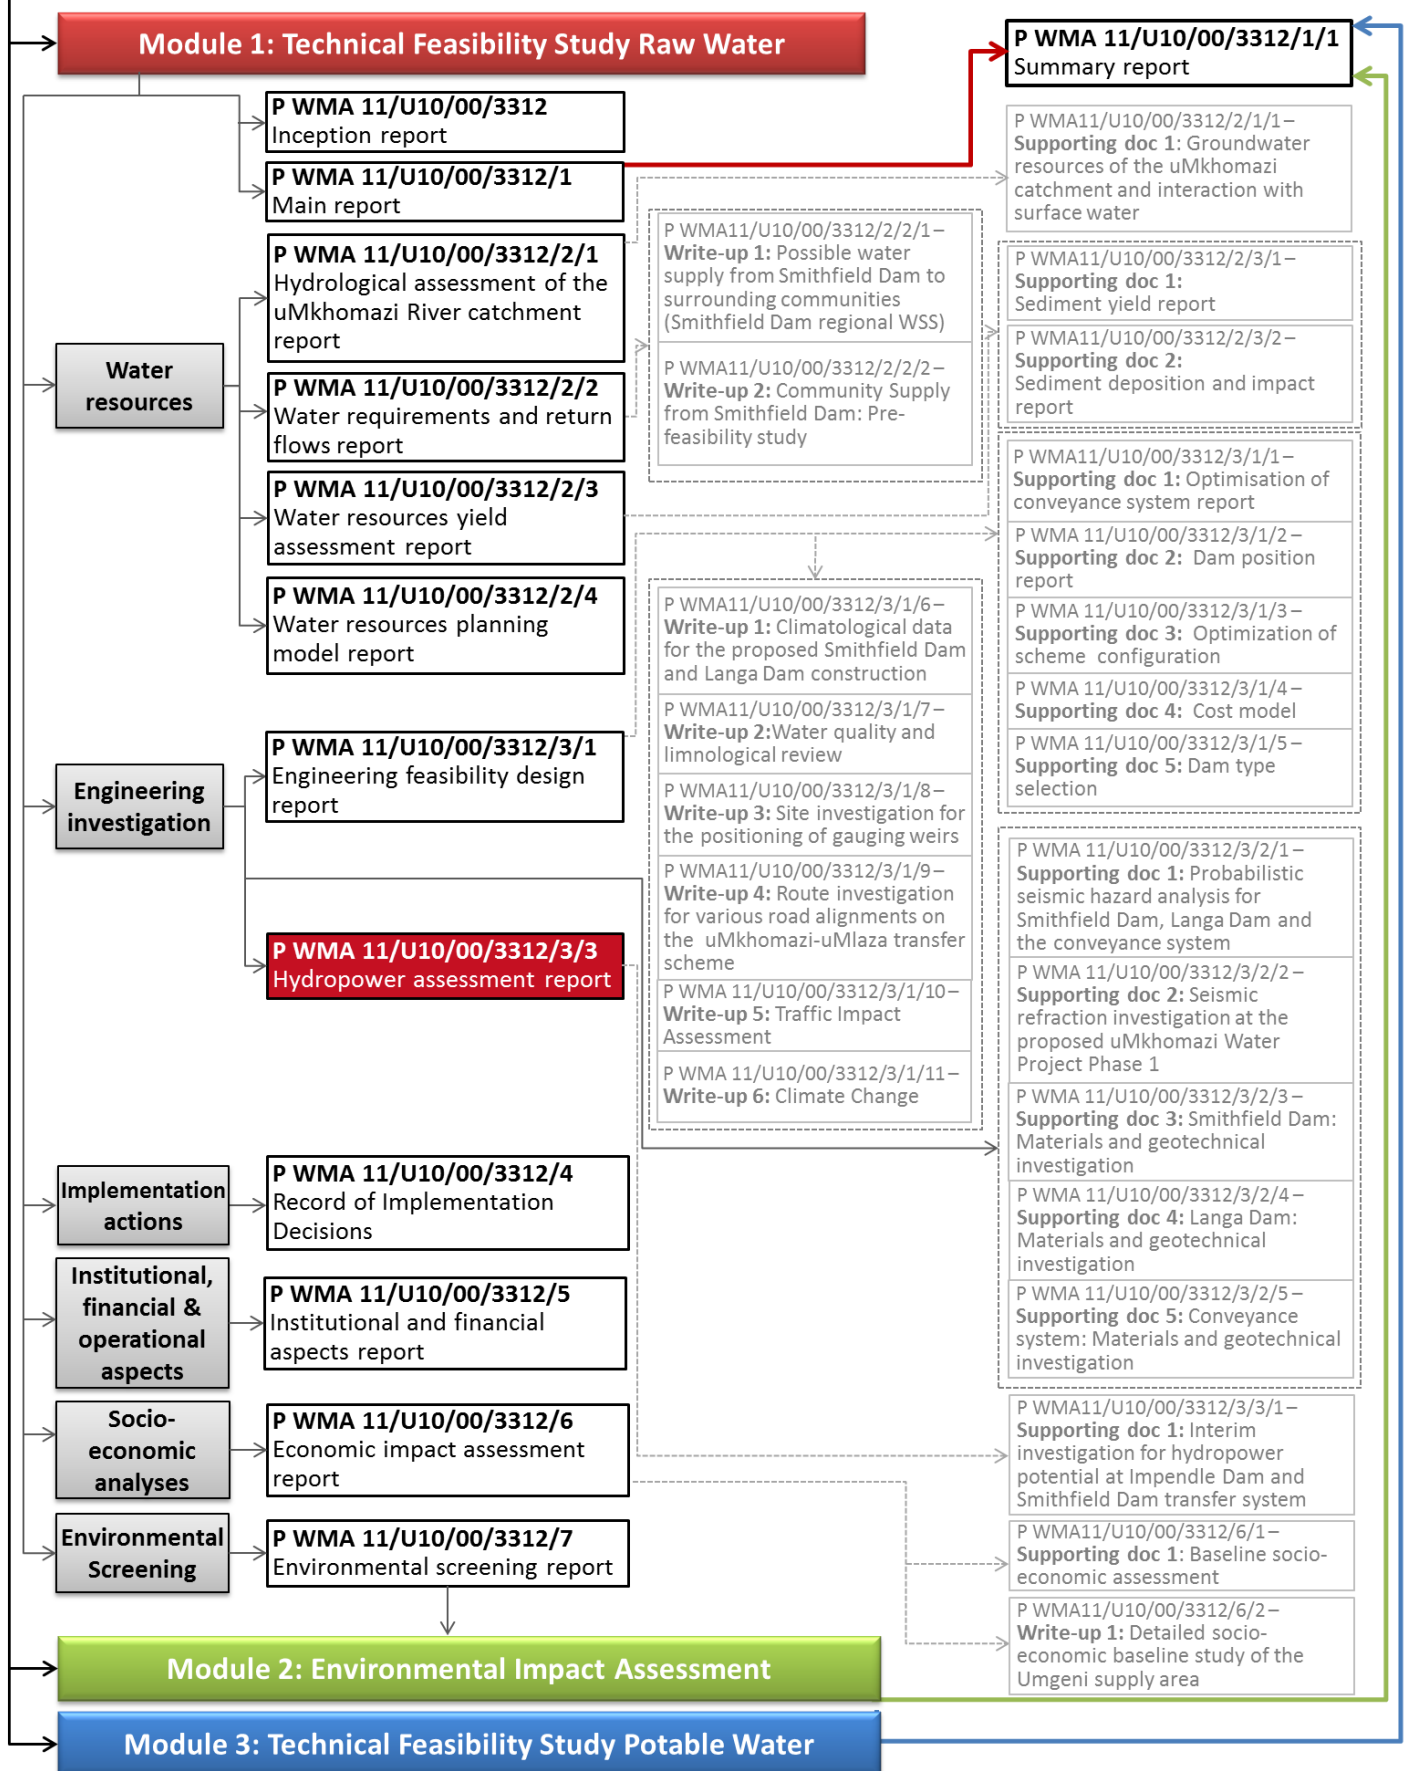 Module 1: Technical Feasibility Study Raw Water
P WMA 11/U10/00/3312/1/1
Summary report
P WMA 11/U10/00/3312
Inception report
P WMA 11/U10/00/3312/1
Main report
Water
resources
P WMA 11/U10/00/3312/2/1
Hydrological assessment of the
uMkhomazi River catchment
report
P WMA 11/U10/00/3312/2/2
Water requirements and return
flows report
P WMA 11/U10/00/3312/2/3
Water resources yield
assessment report
P WMA 11/U10/00/3312/2/4
Water resources planning
model report
P WMA11/U10/00/3312/2/2/1 –
Write-up 1: Possible water
supply from Smithfield Dam to
surrounding communities
(Smithfield Dam regional WSS)
P WMA11/U10/00/3312/2/2/2 –
Write-up 2: Community Supply
from Smithfield Dam: Pre-
feasibility study
P WMA11/U10/00/3312/2/1/1 –
Supporting doc 1: Groundwater
resources of the uMkhomazi
catchment and interaction with
surface water
P WMA11/U10/00/3312/2/3/1 –
Supporting doc 1:
Sediment yield report
P WMA11/U10/00/3312/2/3/2 –
Supporting doc 2:
Sediment deposition and impact
report
Engineering
investigation
P WMA 11/U10/00/3312/3/1
Engineering feasibility design
report
P WMA 11/U10/00/3312/3/3
Hydropower assessment report
P WMA11/U10/00/3312/3/1/6 –
Write-up 1: Climatological data
for the proposed Smithfield Dam
and Langa Dam construction
P WMA11/U10/00/3312/3/1/7 –
Write-up 2:Water quality and
limnological review
P WMA11/U10/00/3312/3/1/8 –
Write-up 3: Site investigation for
the positioning of gauging weirs
P WMA11/U10/00/3312/3/1/9 –
Write-up 4: Route investigation
for various road alignments on
the uMkhomazi-uMlaza transfer
scheme
P WMA 11/U10/00/3312/3/1/10 –
Write-up 5: Traffic Impact
Assessment
P WMA 11/U10/00/3312/3/1/11 –
Write-up 6: Climate Change
P WMA11/U10/00/3312/3/1/1 –
Supporting doc 1: Optimisation of
conveyance system report
P WMA 11/U10/00/3312/3/1/2 –
Supporting doc 2: Dam position
report
P WMA 11/U10/00/3312/3/1/3 –
Supporting doc 3: Optimization of
scheme configuration
P WMA 11/U10/00/3312/3/1/4 –
Supporting doc 4: Cost model
P WMA 11/U10/00/3312/3/1/5 –
Supporting doc 5: Dam type
selection
P WMA 11/U10/00/3312/3/2/1 –
Supporting doc 1: Probabilistic
seismic hazard analysis for
Smithfield Dam, Langa Dam and
the conveyance system
P WMA 11/U10/00/3312/3/2/2 –
Supporting doc 2: Seismic
refraction investigation at the
proposed uMkhomazi Water
Project Phase 1
P WMA 11/U10/00/3312/3/2/3 –
Supporting doc 3: Smithfield Dam:
Materials and geotechnical
investigation
P WMA 11/U10/00/3312/3/2/4 –
Supporting doc 4: Langa Dam:
Materials and geotechnical
investigation
P WMA 11/U10/00/3312/3/2/5 –
Supporting doc 5: Conveyance
system: Materials and geotechnical
investigation
Implementation
actions
P WMA 11/U10/00/3312/4
Record of Implementation
Decisions
Institutional,
financial &
operational
aspects
P WMA 11/U10/00/3312/5
Institutional and financial
aspects report
Socio-
economic
analyses
P WMA 11/U10/00/3312/6
Economic impact assessment
report
Environmental
Screening
P WMA 11/U10/00/3312/7
Environmental screening report
P WMA11/U10/00/3312/3/3/1 –
Supporting doc 1: Interim
investigation for hydropower
potential at Impendle Dam and
Smithfield Dam transfer system
P WMA11/U10/00/3312/6/1 –
Supporting doc 1: Baseline socio-
economic assessment
P WMA11/U10/00/3312/6/2 –
Write-up 1: Detailed socio-
economic baseline study of the
Umgeni supply area
Module 2: Environmental Impact Assessment
Module 3: Technical Feasibility Study Potable Water